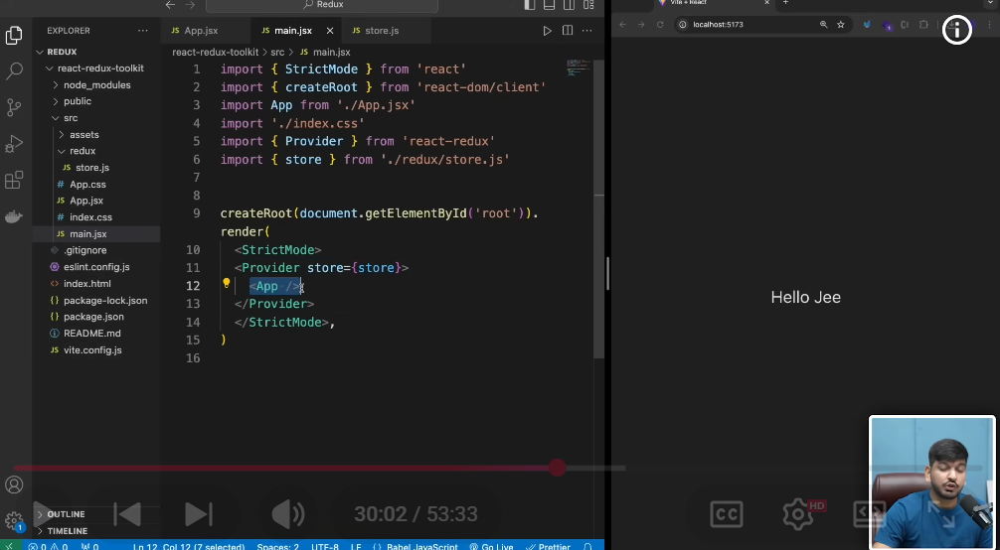 Redux
Vite + React
EXPLORER
App.jsx
main.jsx
store.js
localhost:5173
REDUX
react-redux-toolkit > src > main.jsx
react-redux-toolkit
node_modules
public
src
assets
redux
store.js
App.css
App.jsx
index.css
main.jsx
.gitignore
eslint.config.js
index.html
package-lock.json
package.json
README.md
vite.config.js
1 import { StrictMode } from 'react'
2 import { createRoot } from 'react-dom/client'
3 import App from './App.jsx'
4 import './index.css'
5 import { Provider } from 'react-redux'
6 import { store } from './redux/store.js'
7
8
9 createRoot(document.getElementById('root')).
render(
10 <StrictMode>
11 <Provider store={store}>
12 <App />
13 </Provider>
14 </StrictMode>,
15 )
16
Hello Jee
30:02 / 53:33
CC
HD
OUTLINE
TIMELINE
1
0 0 0 Ln 12, Col 12 (7 selected) Spaces: 2 UTF-8 LF Babel JavaScript Go Live Prettier